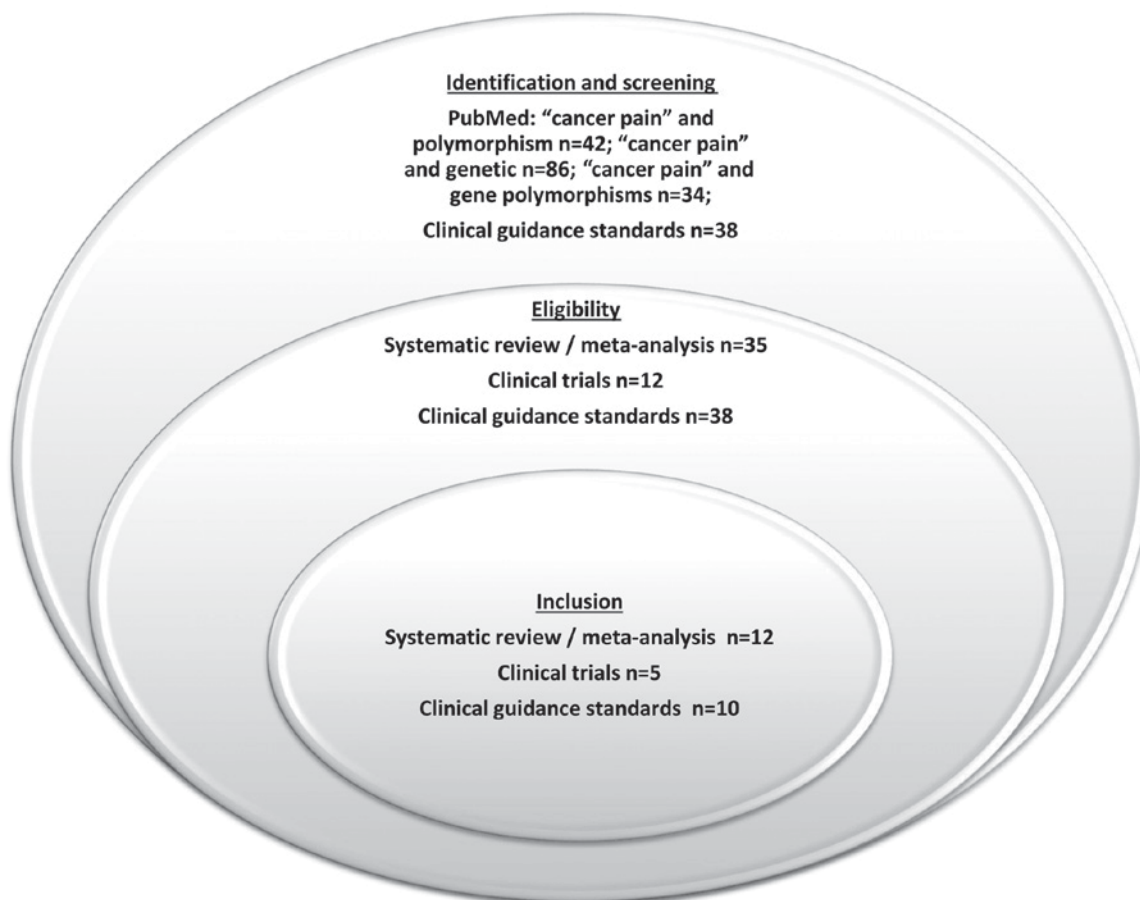 Identification and screening
PubMed: “cancer pain” and
polymorphism n=42; “cancer pain”
and genetic n=86; “cancer pain” and
gene polymorphisms n=34;
Clinical guidance standards n=38
Eligibility
Systematic review / meta-analysis n=35
Clinical trials n=12
Clinical guidance standards n=38
Inclusion
Systematic review / meta-analysis  n=12
Clinical trials n=5
Clinical guidance standards  n=10